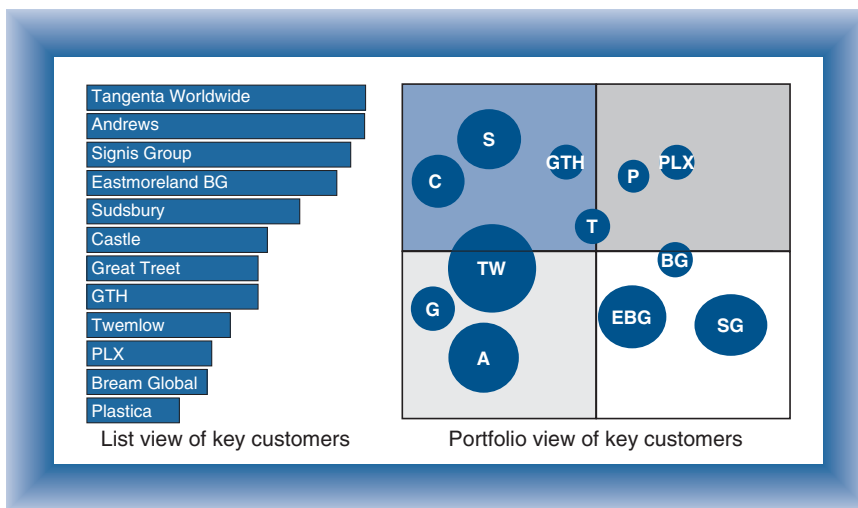 Tangenta Worldwide
Andrews
Signis Group
Eastmoreland BG
Sudsbury
Castle
Great Treet
GTH
Twemlow
PLX
Bream Global
Plastica
List view of key customers
S
GTH
PLX
P
C
T
BG
TW
G
EBG
SG
A
Portfolio view of key customers